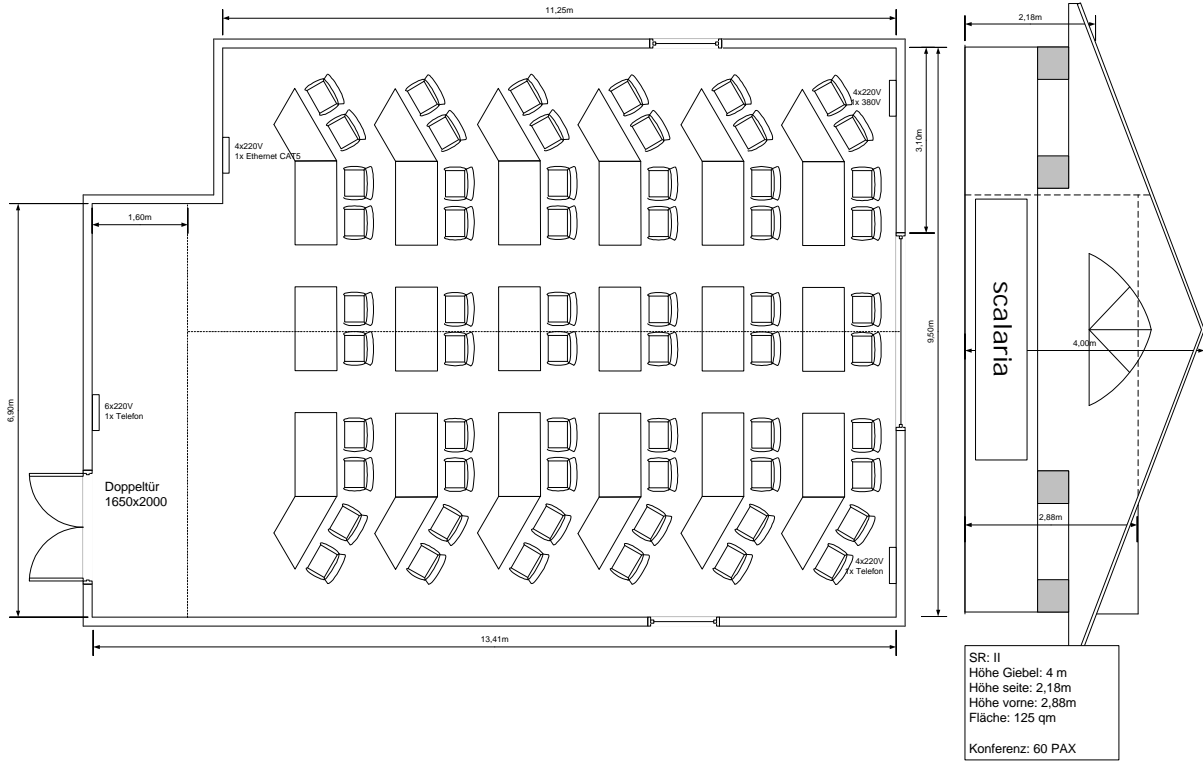 11,25m
2,18m
4x220V
1x 380V
4x220V
1x Ethernet CAT5
3,10m
1,60m
scalaria
9,50m
4,00m
6,90m
6x220V
1x Telefon
Doppeltür
1650x2000
2,88m
4x220V
1x Telefon
13,41m
SR: II
Höhe Giebel: 4 m
Höhe seite: 2,18m
Höhe vorne: 2,88m
Fläche: 125 qm
Konferenz: 60 PAX